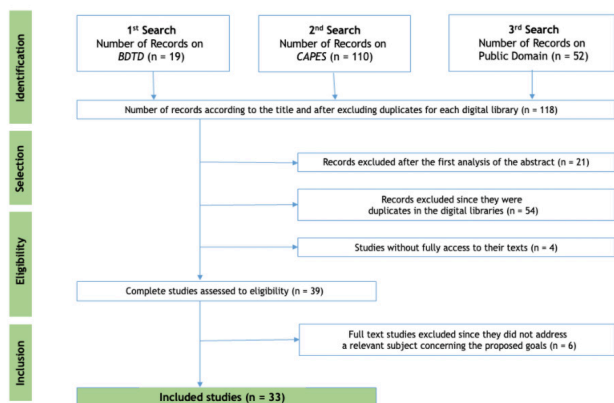 Identification
1st Search
Number of Records on
BDTD (n = 19)
2nd Search
Number of Records on
CAPES (n = 110)
3rd Search
Number of Records on
Public Domain (n = 52)
Number of records according to the title and after excluding duplicates for each digital library (n = 118)
Selection
Records excluded after the first analysis of the abstract (n = 21)
Records excluded since they were
duplicates in the digital libraries (n = 54)
Eligibility
Studies without fully access to their texts (n = 4)
Complete studies assessed to eligibility (n = 39)
Inclusion
Full text studies excluded since they did not address
a relevant subject concerning the proposed goals (n = 6)
Included studies (n = 33)